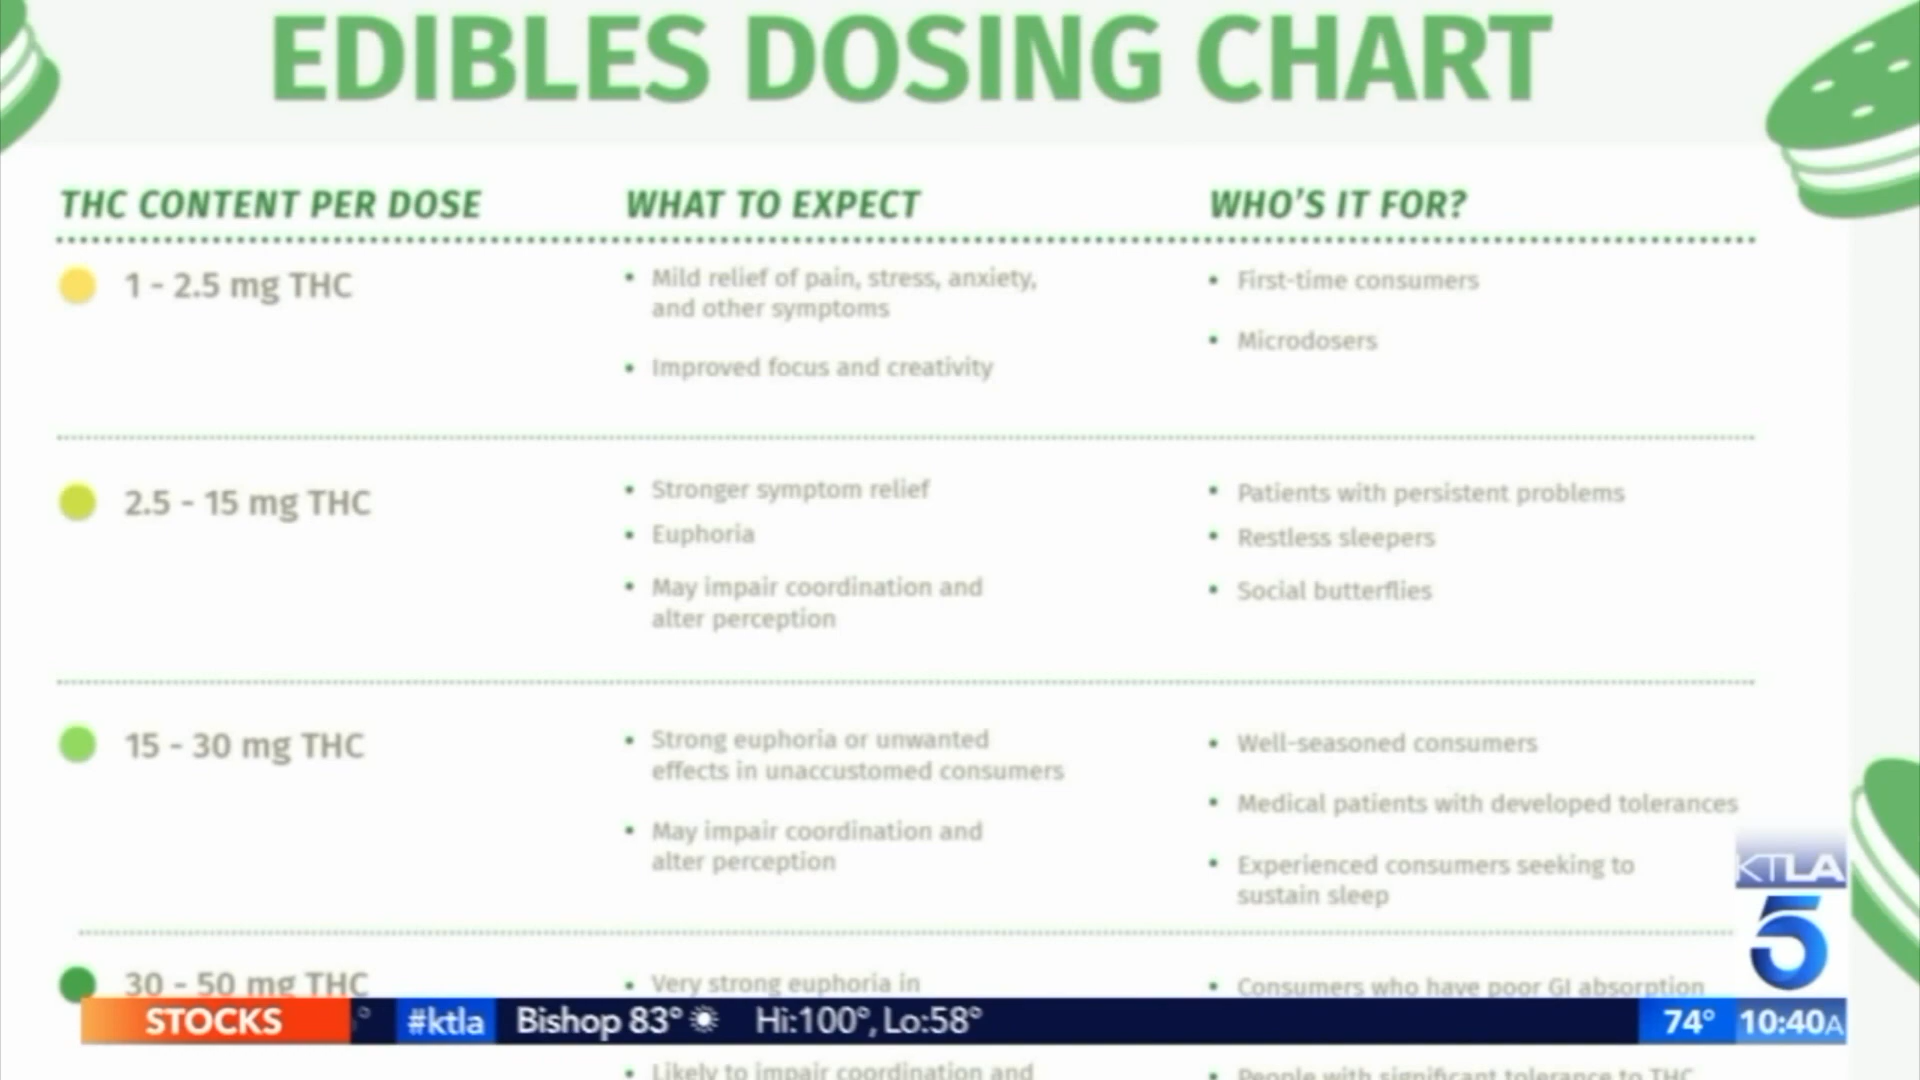 EDIBLES DOSING CHART
THC CONTENT PER DOSE
WHAT TO EXPECT
WHO'S IT FOR?
1 - 2.5 mg THC
• Mild relief of pain, stress, anxiety,
and other symptoms
• Improved focus and creativity
• First-time consumers
• Microdosers
2.5 - 15 mg THC
• Stronger symptom relief
• Euphoria
• May impair coordination and
alter perception
• Patients with persistent problems
• Restless sleepers
• Social butterflies
15 - 30 mg THC
• Strong euphoria or unwanted
effects in unaccustomed consumers
• May impair coordination and
alter perception
• Well-seasoned consumers
• Medical patients with developed tolerances
• Experienced consumers seeking to
sustain sleep
30 - 50 mg THC
• Very strong euphoria in
• Likely to impair coordination and
• Consumers who have poor GI absorption
• People with significant tolerance to THC
KTLA
5
STOCKS
#ktla
Bishop 83° Hi:100°, Lo:58°
74° 10:40A